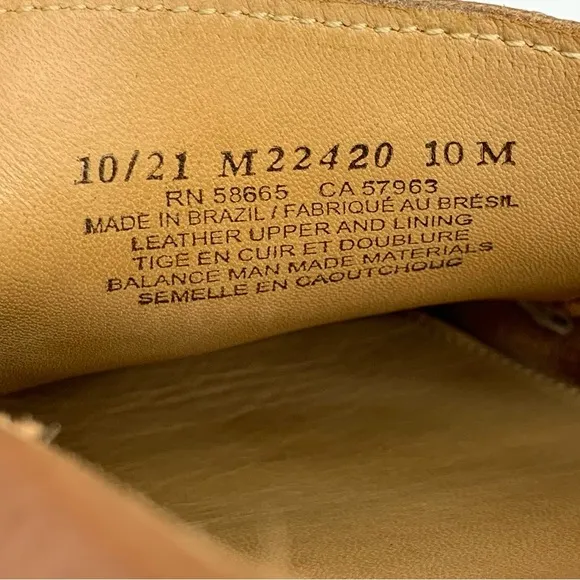 10/21 M22420 10 M
RN 58665 CA 57963
MADE IN BRAZIL / FABRIQUÉ AU BRÉSIL
LEATHER UPPER AND LINING
TIGE EN CUIR ET DOUBLURE
BALANCE MAN MADE MATERIALS
SEMELLE EN CAOUTCHOUC